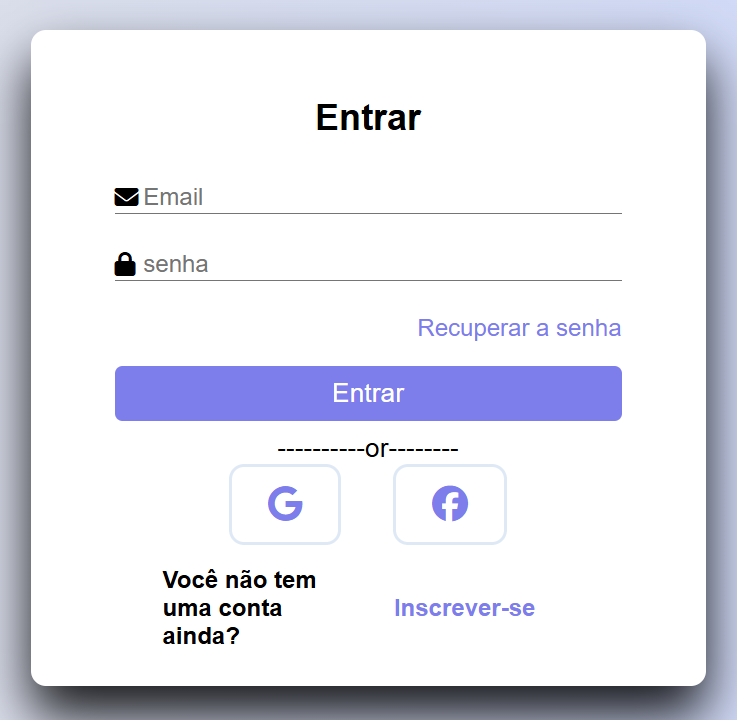 Entrar
Email
senha
Recuperar a senha
Entrar
----------or--------
Você não tem
uma conta
ainda?
Inscrever-se